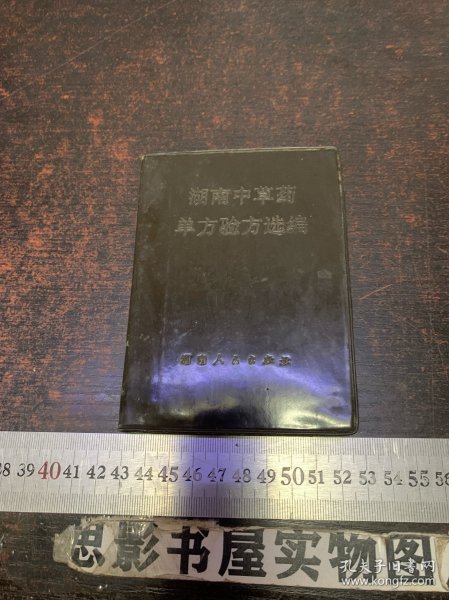 湖南中草药
单方验方选编
湖南人民出版社
38 39 40 41 42 43 44 45 46 47 48 49 50 51 52 53 54 55 56
忠影书屋实物图
孔夫子旧书网
kongfz.com